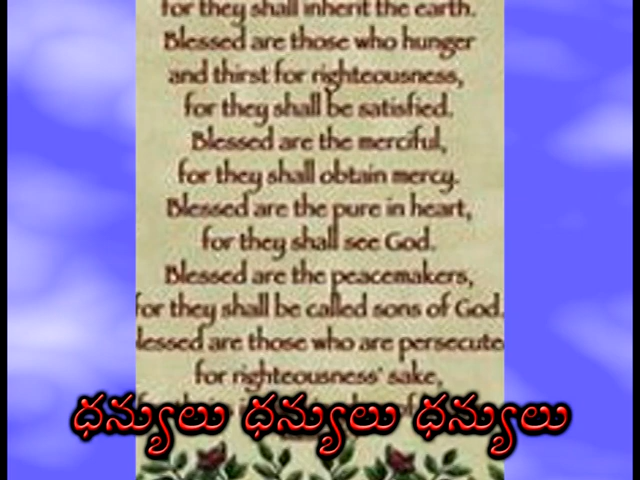 for they shall inherit the earth.
Blessed are those who hunger
and thirst for righteousness,
for they shall be satisfied.
Blessed are the merciful,
for they shall obtain mercy.
Blessed are the pure in heart,
for they shall see God.
Blessed are the peacemakers,
for they shall be called sons of God.
lessed are those who are persecute
for righteousness' sake,
ధన్యులు ధన్యులు ధన్యులు